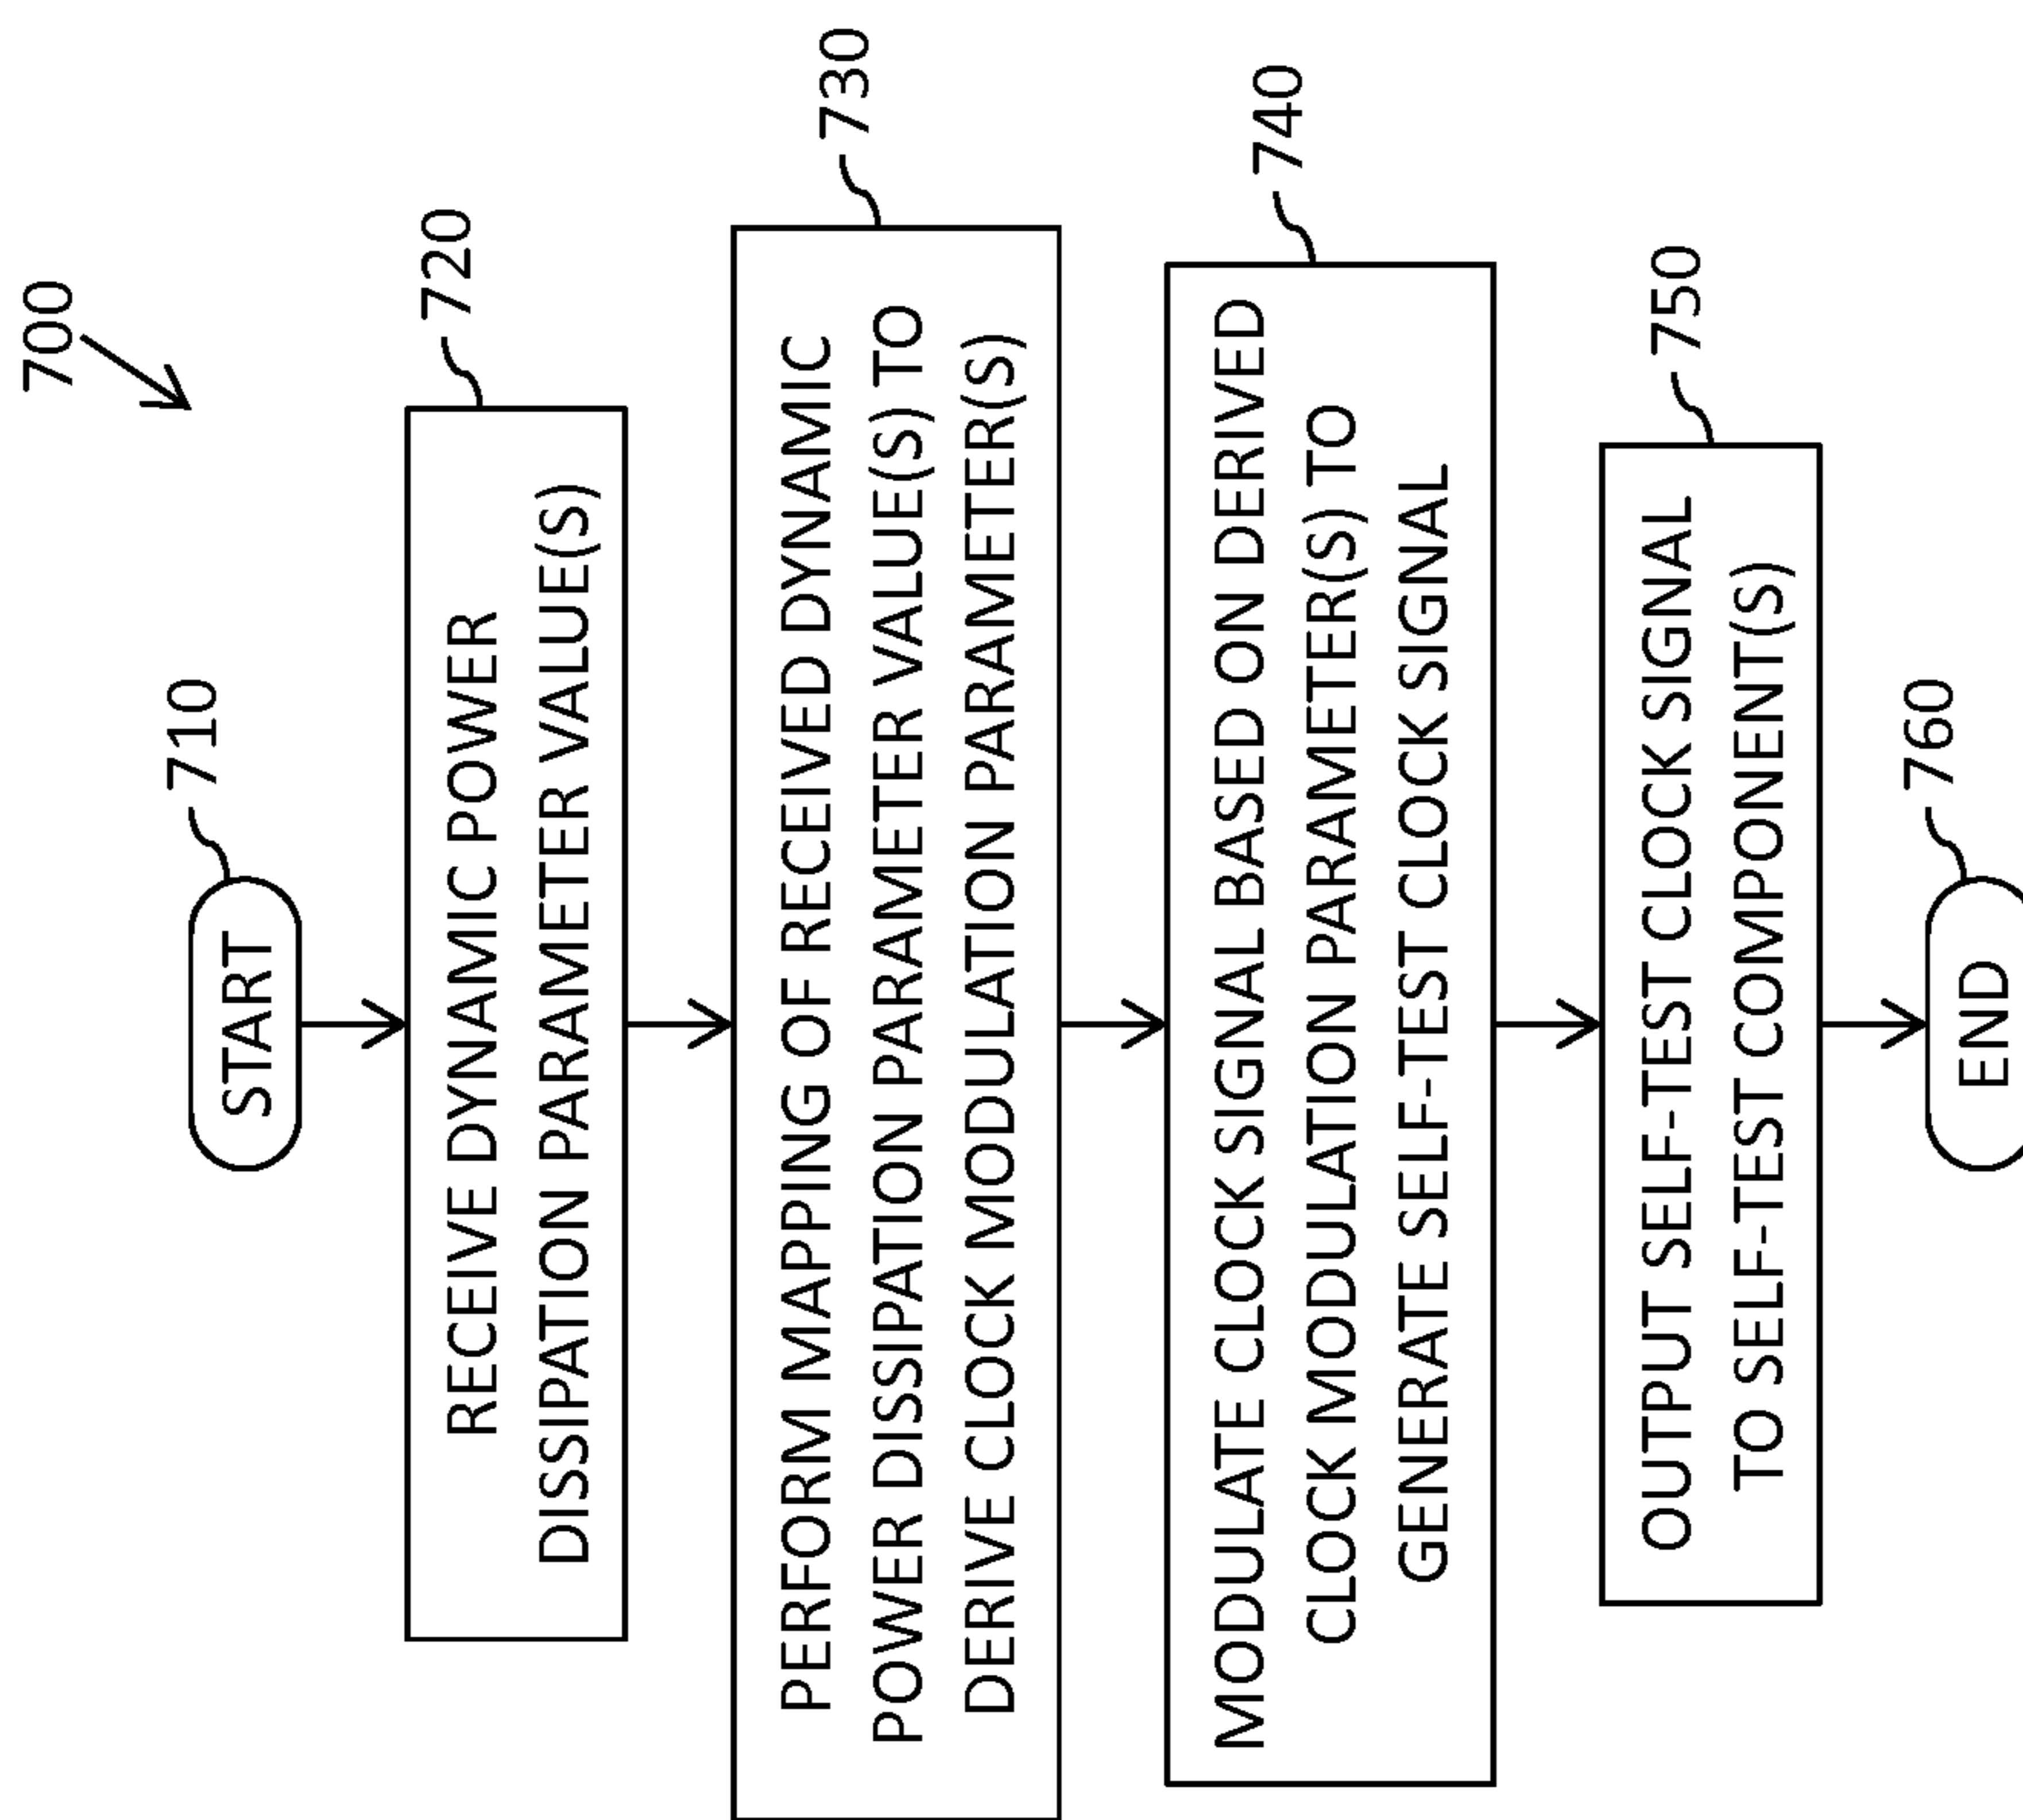 700
START
710
RECEIVE DYNAMIC POWER
DISSIPATION PARAMETER VALUE(S)
720
PERFORM MAPPING OF RECEIVED DYNAMIC
POWER DISSIPATION PARAMETER VALUE(S) TO
DERIVE CLOCK MODULATION PARAMETER(S)
730
MODULATE CLOCK SIGNAL BASED ON DERIVED
CLOCK MODULATION PARAMETER(S) TO
GENERATE SELF-TEST CLOCK SIGNAL
740
OUTPUT SELF-TEST CLOCK SIGNAL
TO SELF-TEST COMPONENT(S)
750
END
760